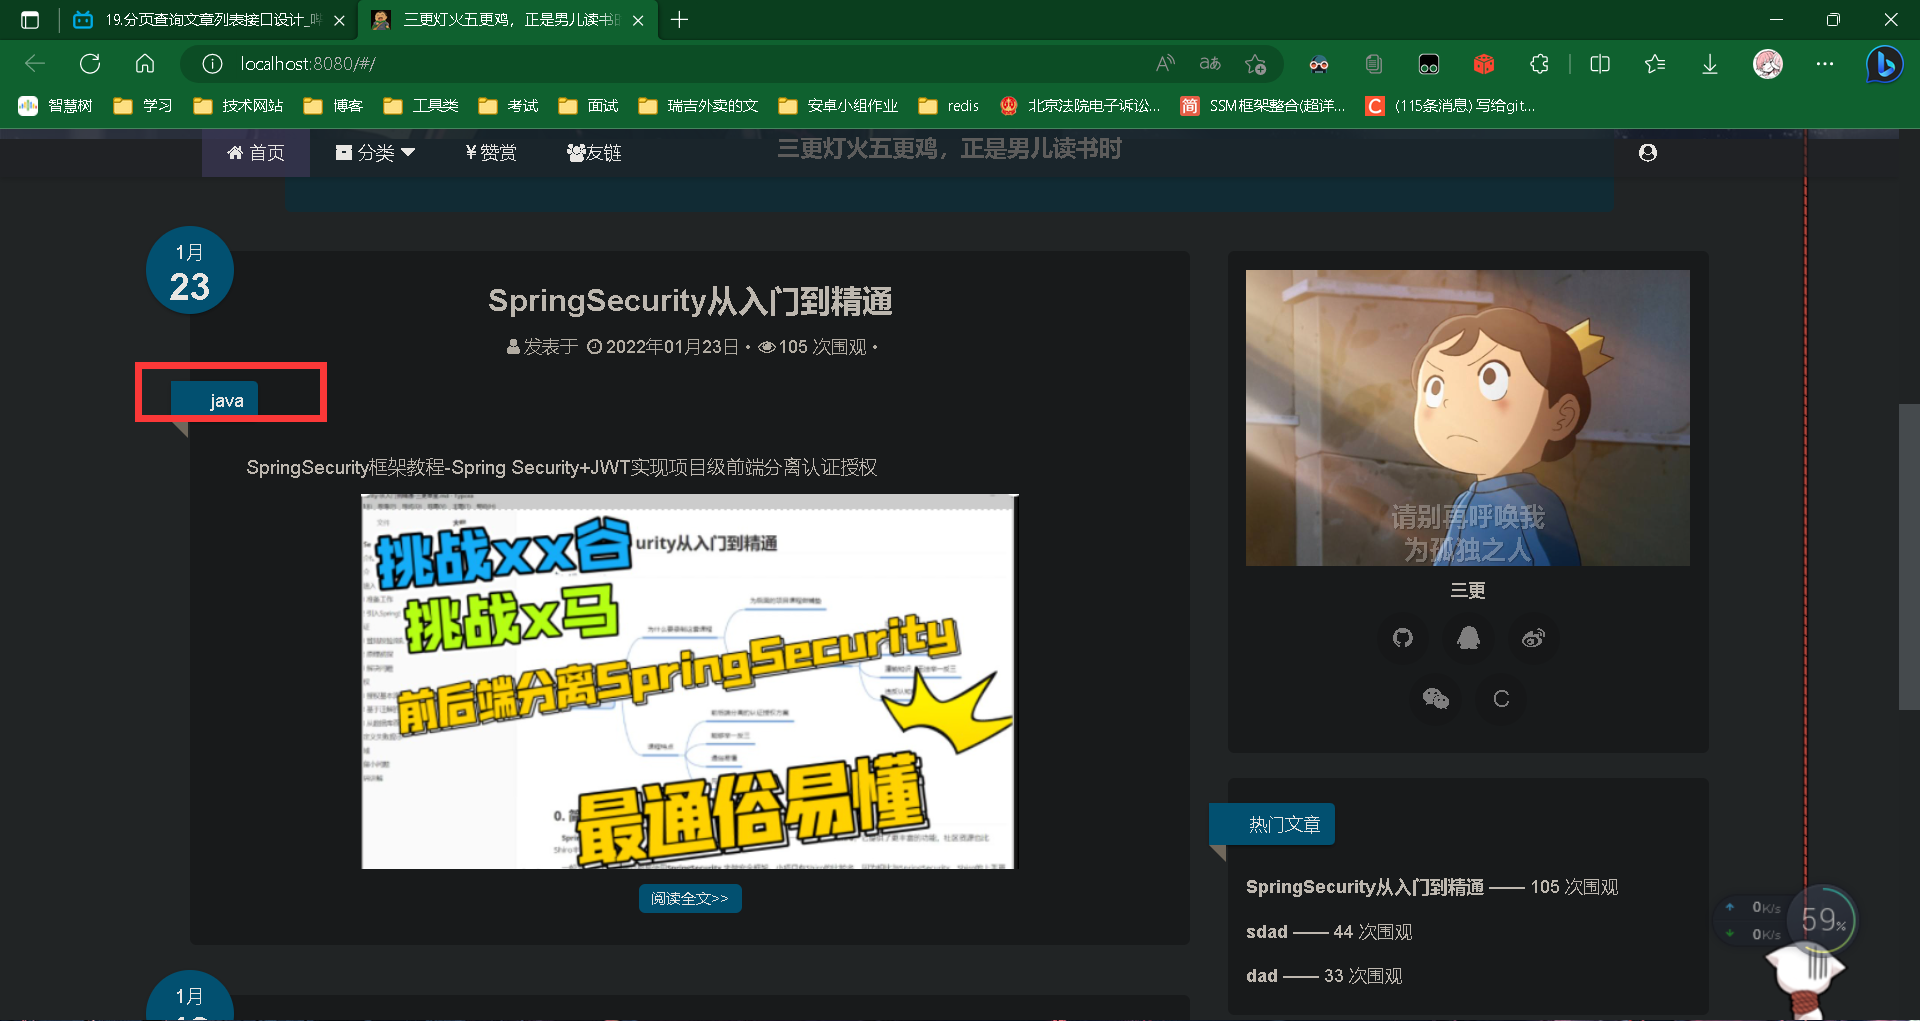 19.分页查询文章列表接口设计_哔
三更灯火五更鸡，正是男儿读书时
localhost:8080/#/
智慧树
学习
技术网站
博客
工具类
考试
面试
瑞吉外卖的文
安卓小组作业
redis
北京法院电子诉讼...
简 SSM框架整合(超详...
C (115条消息) 写给git...
首页
分类
¥赞赏
友链
三更灯火五更鸡，正是男儿读书时
1月
23
SpringSecurity从入门到精通
发表于 2022年01月23日 • 105 次围观 •
java
SpringSecurity框架教程-Spring Security+JWT实现项目级前端分离认证授权
挑战xx谷
urity从入门到精通
挑战x马
前后端分离SpringSecurity
最通俗易懂
阅读全文>>
请别再呼唤我
为孤独之人
三更
C
热门文章
SpringSecurity从入门到精通 —— 105 次围观
sdad —— 44 次围观
dad —— 33 次围观
0K/s
0K/s
59%
1月